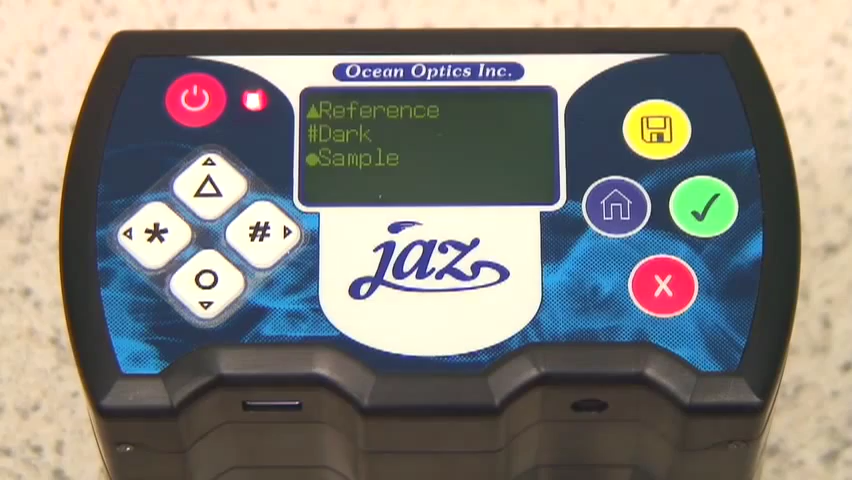 Ocean Optics Inc.
▲Reference
#Dark
●Sample
* #
jaz
X